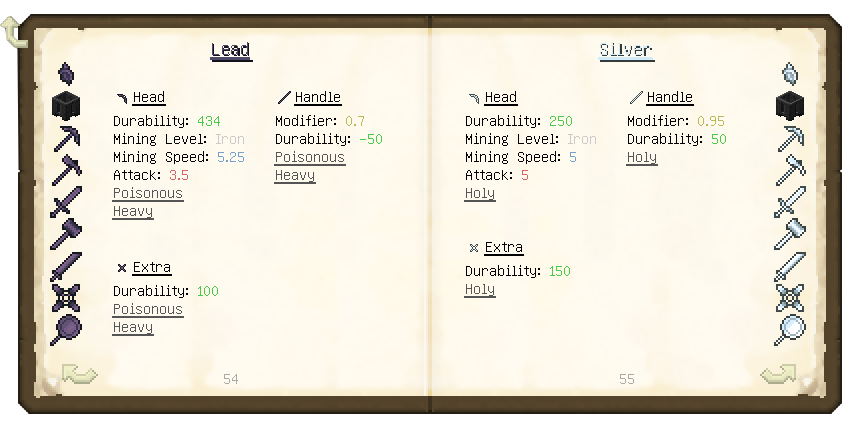 Lead
Head
Durability: 434
Mining Level: Iron
Mining Speed: 5.25
Attack: 3.5
Poisonous
Heavy
Handle
Modifier: 0.7
Durability: -50
Poisonous
Heavy
Extra
Durability: 100
Poisonous
Heavy
54
Silver
Head
Durability: 250
Mining Level: Iron
Mining Speed: 5
Attack: 5
Holy
Handle
Modifier: 0.95
Durability: 50
Holy
Extra
Durability: 150
Holy
55